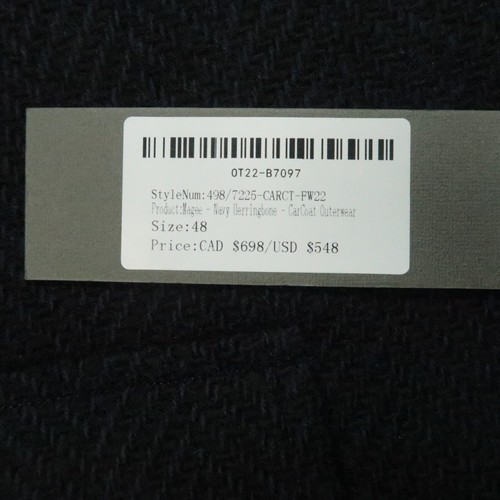 OT22-B7097
StyleNum:498/7225-CARCT-FW22
Product:Magee - Navy Herringbone - CarCoat Outerwear
Size:48
Price:CAD $698/USD $548